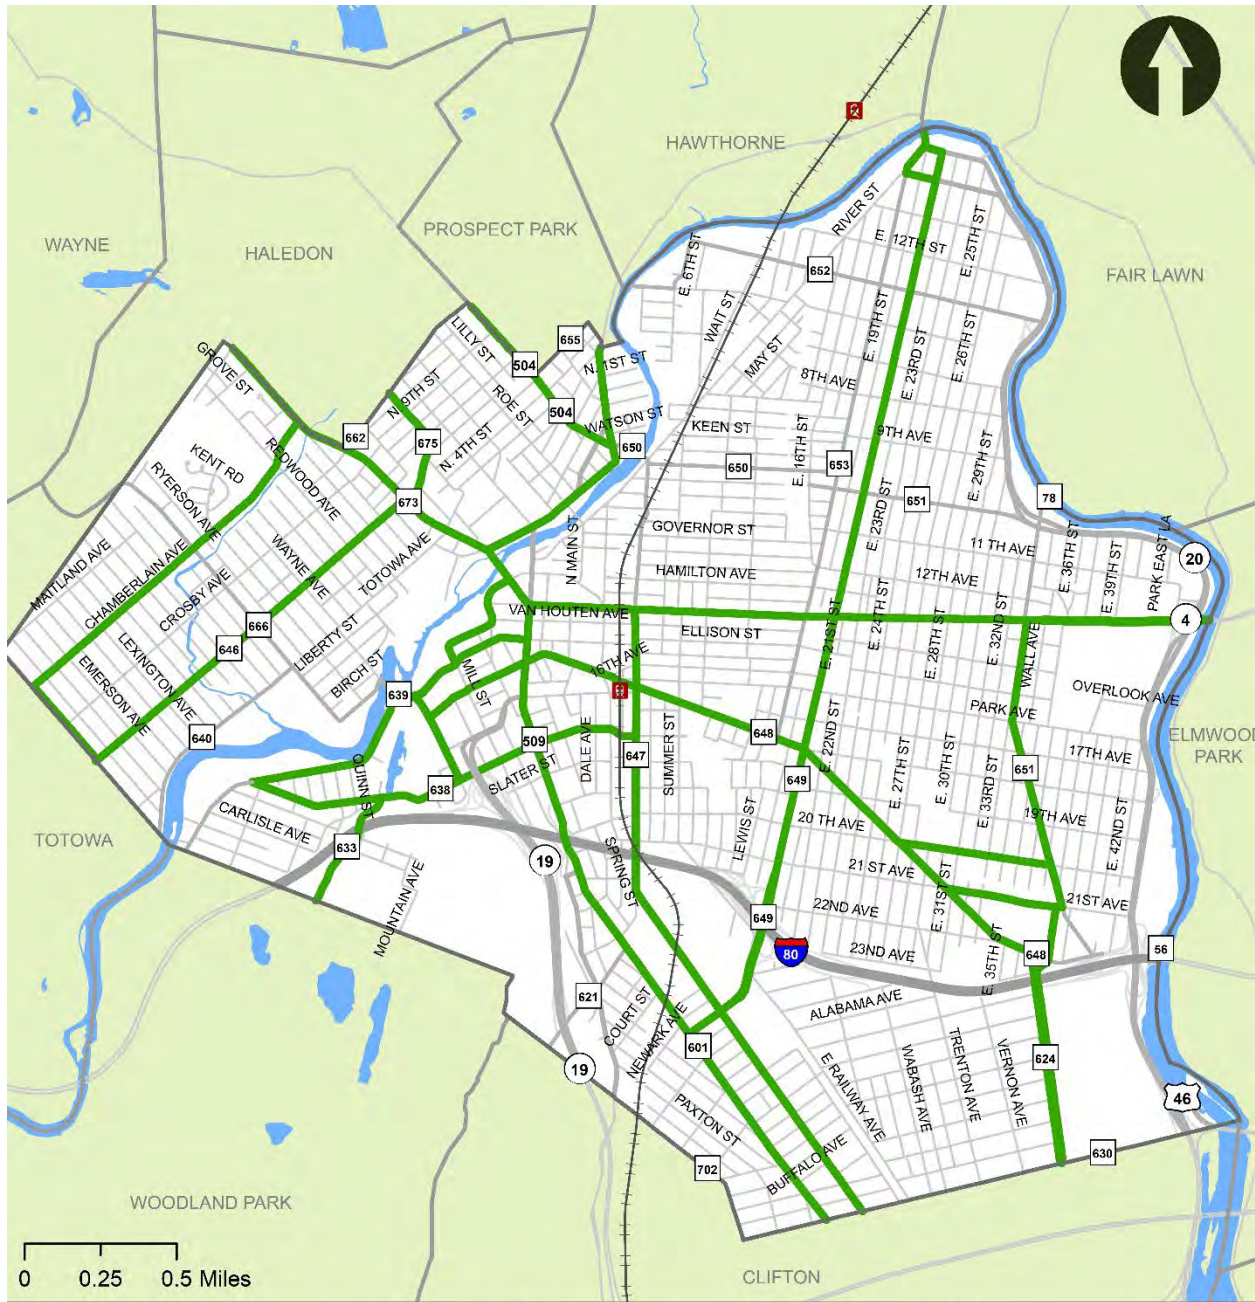 HAWTHORNE
PROSPECT PARK
WAYNE
HALEDON
FAIR LAWN
RIVER ST
E. 12TH ST
E. 25TH ST
E. 6TH ST
652
WAIT ST
E. 19TH ST
E. 23RD ST
E. 26TH ST
MAY ST
8TH AVE
LILLY ST
655
504
N. 1ST ST
GROVE ST
N. 9TH ST
ROE ST
504
WATSON ST
KEEN ST
9TH AVE
662
675
N. 4TH ST
650
650
E. 16TH ST
653
E. 29TH ST
KENT RD
REDWOOD AVE
RYERSON AVE
673
651
78
E. 23RD ST
GOVERNOR ST
N MAIN ST
11 TH AVE
E. 36TH ST
20
MAITLAND AVE
CHAMBERLAIN AVE
WAYNE AVE
TOTOWA AVE
HAMILTON AVE
12TH AVE
E. 39TH ST
PARK EAST LA
CROSBY AVE
VAN HOUTEN AVE
4
666
646
LIBERTY ST
ELLISON ST
E. 21ST ST
E. 24TH ST
E. 28TH ST
E. 32ND ST
WALL AVE
LEXINGTON AVE
EMERSON AVE
BIRCH ST
MILL ST
16TH AVE
OVERLOOK AVE
639
PARK AVE
640
509
DALE AVE
647
SUMMER ST
648
E. 22ND ST
17TH AVE
ELMWOOD
PARK
QUINN ST
SLATER ST
649
E. 27TH ST
E. 30TH ST
E. 33RD ST
651
638
CARLISLE AVE
20 TH AVE
19TH AVE
E. 42ND ST
TOTOWA
633
LEWIS ST
19
SPRING ST
21 ST AVE
MOUNTAIN AVE
E. 31ST ST
21ST AVE
22ND AVE
649
23ND AVE
80
E. 35TH ST
648
56
621
COURT ST
NEWARK AVE
ALABAMA AVE
601
19
E RAILWAY AVE
WABASH AVE
TRENTON AVE
VERNON AVE
624
46
PAXTON ST
702
BUFFALO AVE
630
WOODLAND PARK
CLIFTON
0 0.25 0.5 Miles